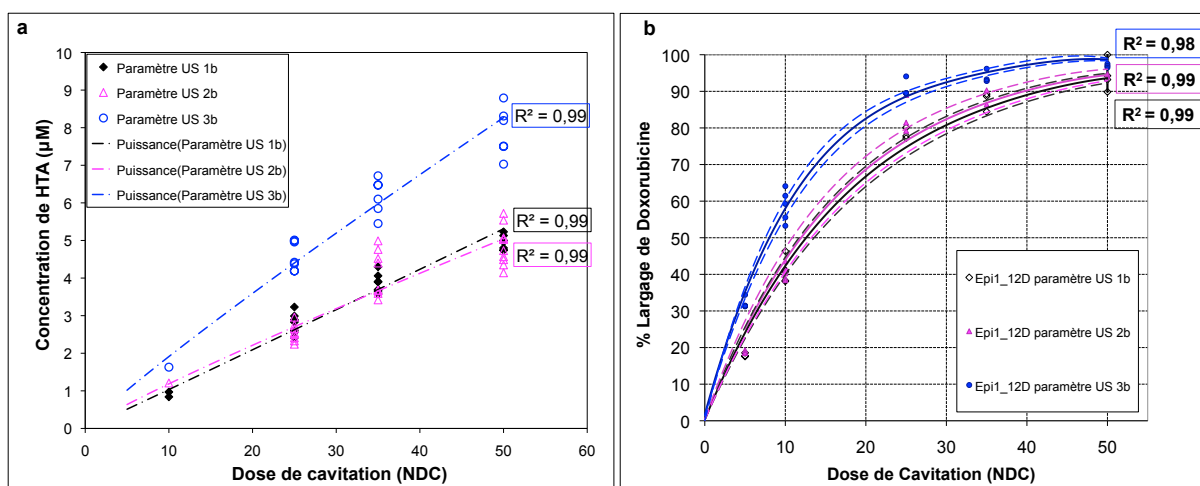 a
Concentration de HTA (µM)
10
9
8
7
6
5
4
3
2
1
0
Paramètre US 1b
Paramètre US 2b
Paramètre US 3b
Puissance(Paramètre US 1b)
Puissance(Paramètre US 2b)
Puissance(Paramètre US 3b)
R² = 0,99
R² = 0,99
R² = 0,99
0 10 20 30 40 50 60
Dose de cavitation (NDC)
b
% Largage de Doxorubicine
100
90
80
70
60
50
40
30
20
10
0
R² = 0,98
R² = 0,99
R² = 0,99
Epi1_12D paramètre US 1b
Epi1_12D paramètre US 2b
Epi1_12D paramètre US 3b
0 10 20 30 40 50
Dose de Cavitation (NDC)